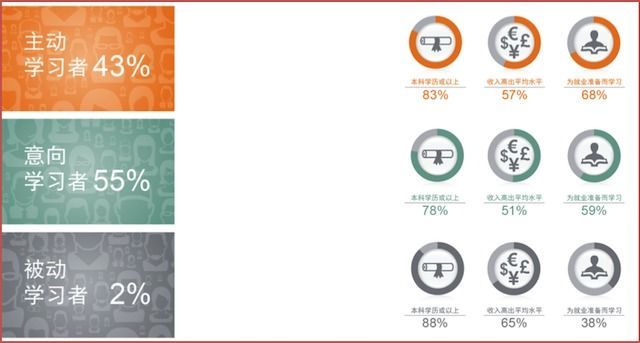 主动
学习者 43%
本科学历或以上
83%
收入高出平均水平
57%
为就业准备而学习
68%
意向
学习者 55%
本科学历或以上
78%
收入高出平均水平
51%
为就业准备而学习
59%
被动
学习者 2%
本科学历或以上
88%
收入高出平均水平
65%
为就业准备而学习
38%